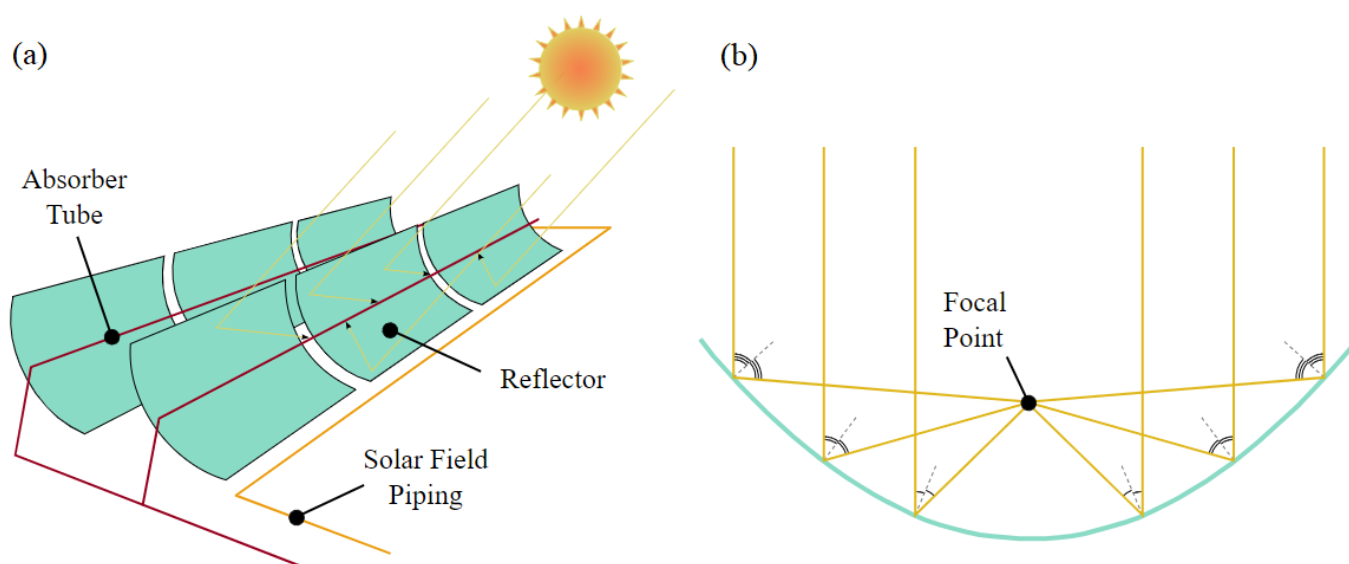 (a)
Absorber
Tube
Reflector
Solar Field
Piping
(b)
Focal
Point